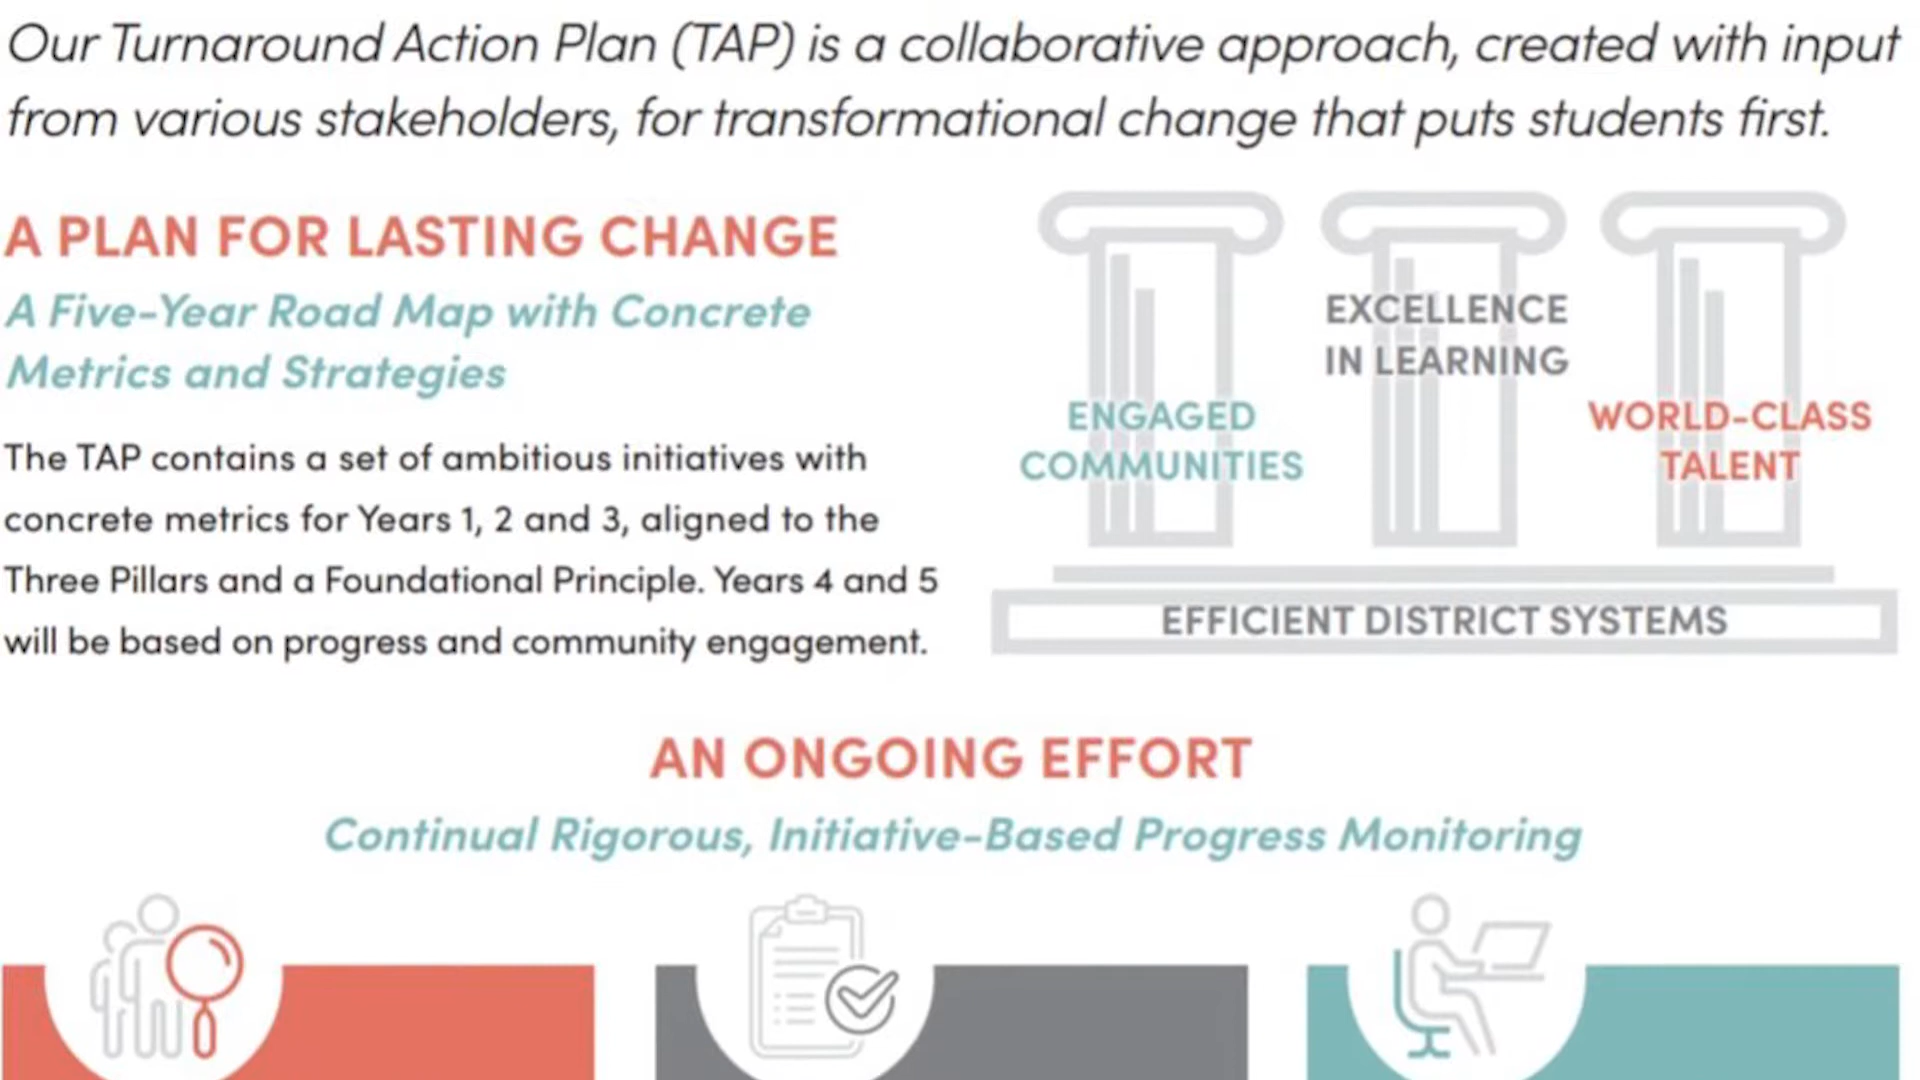 Our Turnaround Action Plan (TAP) is a collaborative approach, created with input
from various stakeholders, for transformational change that puts students first.
A PLAN FOR LASTING CHANGE
A Five-Year Road Map with Concrete
Metrics and Strategies
The TAP contains a set of ambitious initiatives with
concrete metrics for Years 1, 2 and 3, aligned to the
Three Pillars and a Foundational Principle. Years 4 and 5
will be based on progress and community engagement.
ENGAGED
COMMUNITIES
EXCELLENCE
IN LEARNING
WORLD-CLASS
TALENT
EFFICIENT DISTRICT SYSTEMS
AN ONGOING EFFORT
Continual Rigorous, Initiative-Based Progress Monitoring